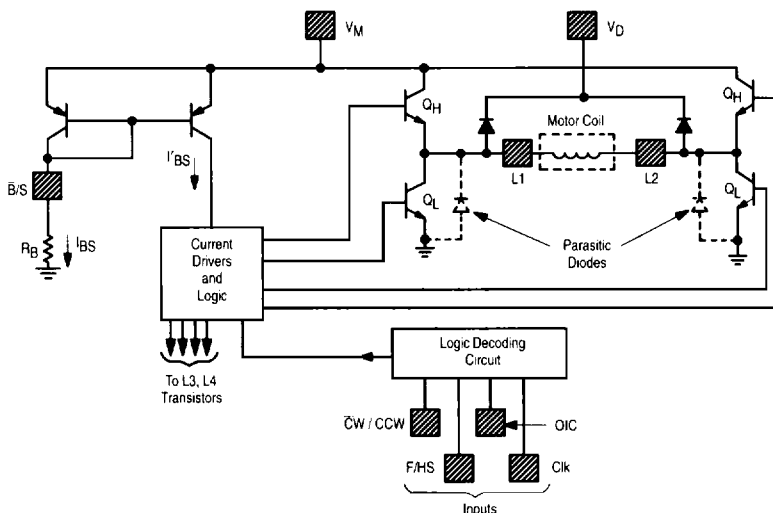 V_M
V_D
Q_H
Q_H
Motor Coil
I'_BS
B̅/S
L1
L2
Q_L
Q_L
R_B
I_BS
Current
Drivers
and
Logic
Parasitic
Diodes
Logic Decoding
Circuit
To L3, L4
Transistors
C̅W / CCW
OIC
F/HS
Clk
Inputs